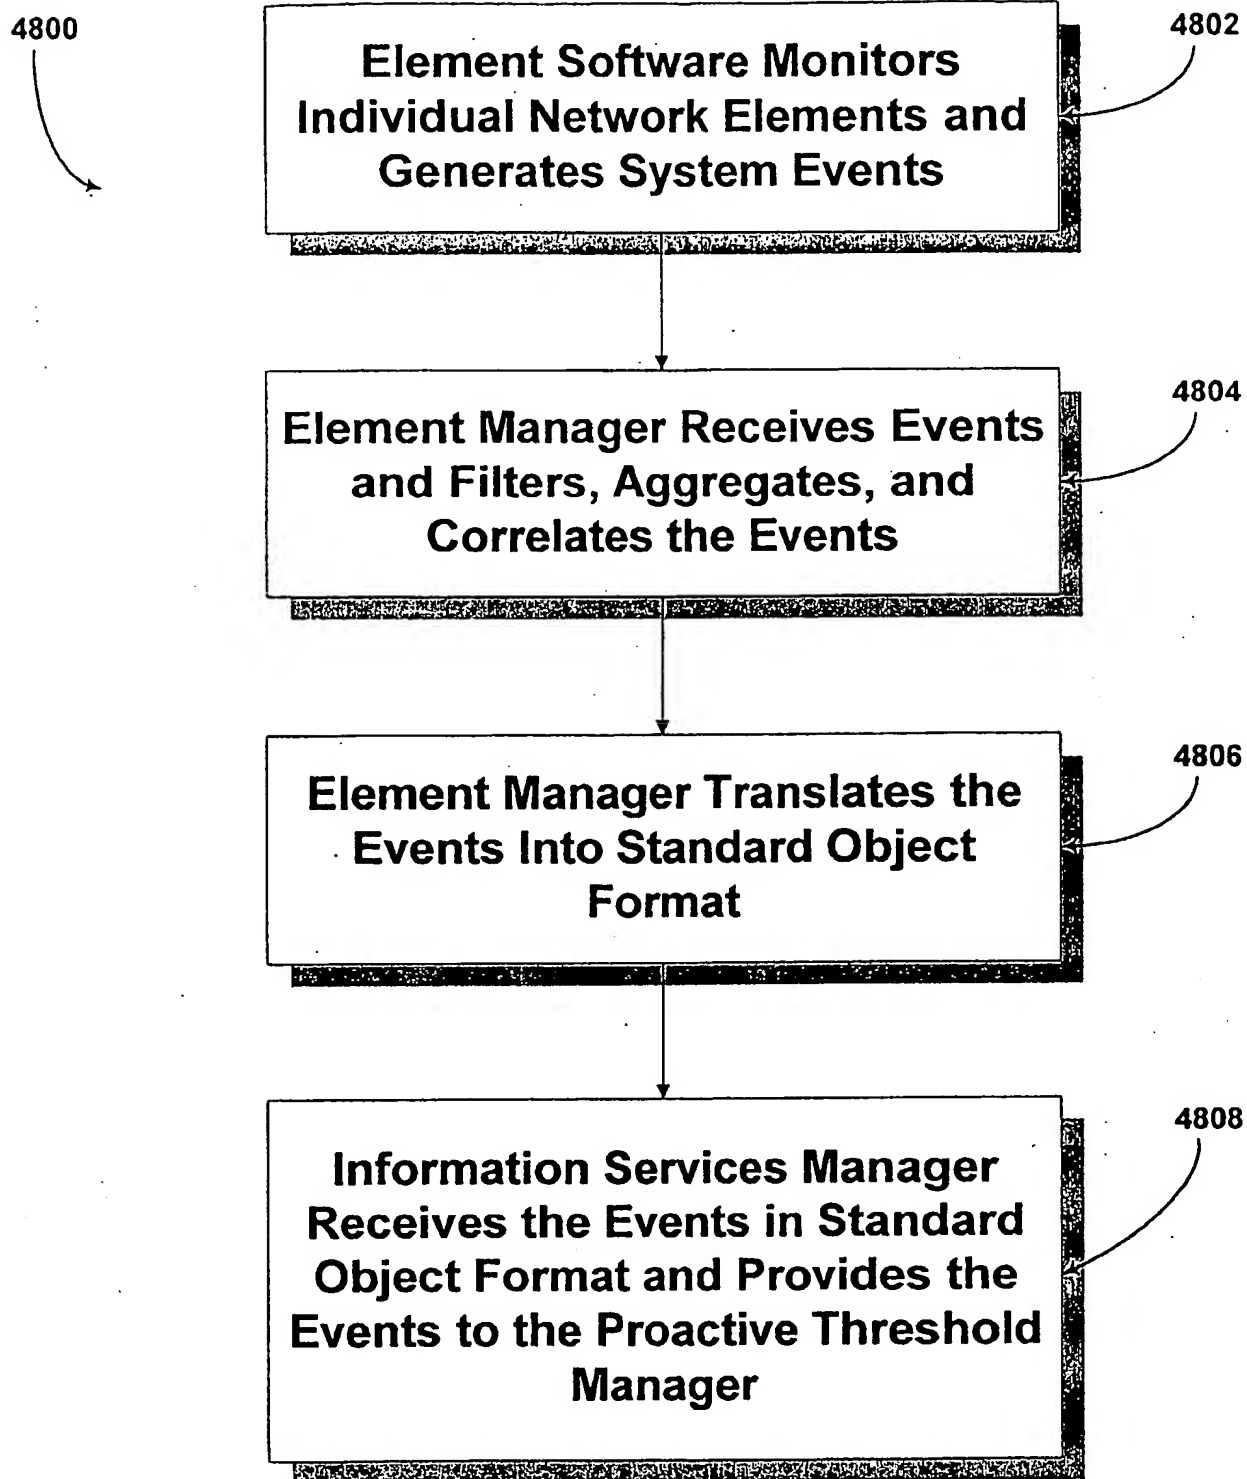 4800
4802
Element Software Monitors
Individual Network Elements and
Generates System Events
4804
Element Manager Receives Events
and Filters, Aggregates, and
Correlates the Events
4806
Element Manager Translates the
Events Into Standard Object
Format
4808
Information Services Manager
Receives the Events in Standard
Object Format and Provides the
Events to the Proactive Threshold
Manager